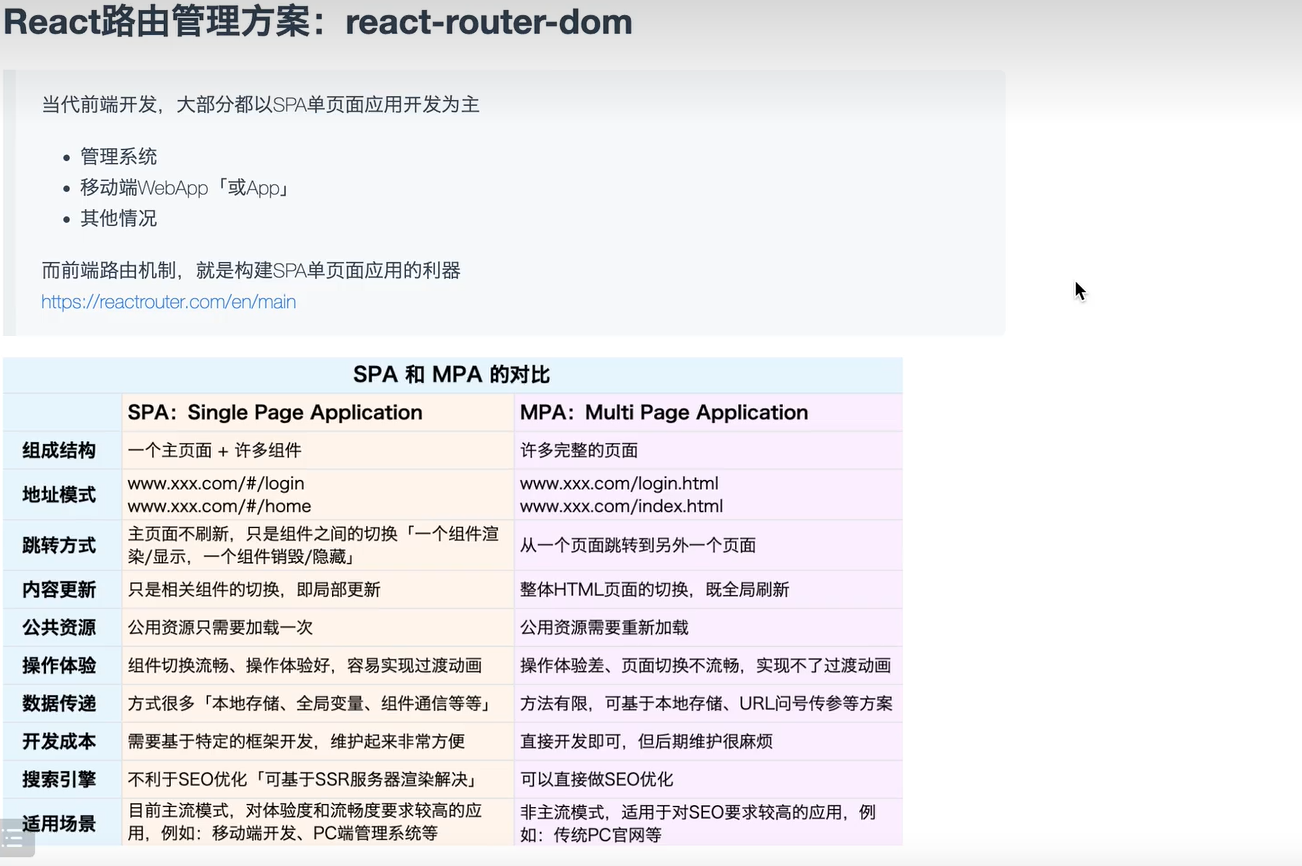 React路由管理方案：react-router-dom
当代前端开发，大部分都以SPA单页面应用开发为主
• 管理系统
• 移动端WebApp「或App」
• 其他情况
而前端路由机制，就是构建SPA单页面应用的利器
https://reactrouter.com/en/main
SPA 和 MPA 的对比
SPA：Single Page Application
MPA：Multi Page Application
组成结构
一个主页面 + 许多组件
许多完整的页面
地址模式
www.xxx.com/#/login
www.xxx.com/#/home
www.xxx.com/login.html
www.xxx.com/index.html
跳转方式
主页面不刷新，只是组件之间的切换「一个组件渲
染/显示，一个组件销毁/隐藏」
从一个页面跳转到另外一个页面
内容更新
只是相关组件的切换，即局部更新
整体HTML页面的切换，既全局刷新
公共资源
公用资源只需要加载一次
公用资源需要重新加载
操作体验
组件切换流畅、操作体验好，容易实现过渡动画
操作体验差、页面切换不流畅，实现不了过渡动画
数据传递
方式很多「本地存储、全局变量、组件通信等等」
方法有限，可基于本地存储、URL问号传参等方案
开发成本
需要基于特定的框架开发，维护起来非常方便
直接开发即可，但后期维护很麻烦
搜索引擎
不利于SEO优化「可基于SSR服务器渲染解决」
可以直接做SEO优化
适用场景
目前主流模式，对体验度和流畅度要求较高的应
用，例如：移动端开发、PC端管理系统等
非主流模式，适用于对SEO要求较高的应用，例
如：传统PC官网等